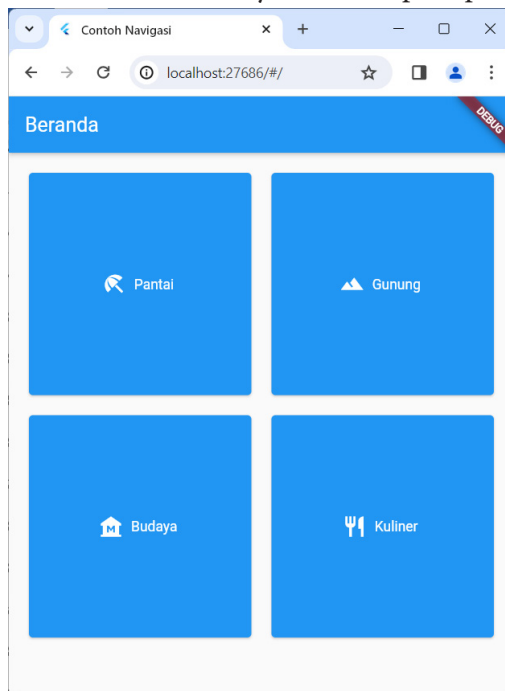 Contoh Navigasi
localhost:27686/#/
Beranda
DEBUG
Pantai
Gunung
M Budaya
Kuliner